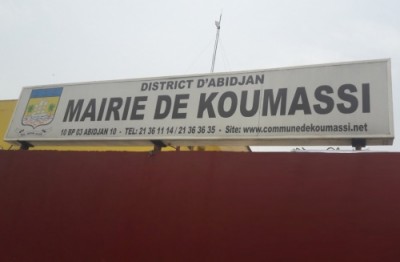 DISTRICT D'ABIDJAN
MAIRIE DE KOUMASSI
10 BP 03 ABIDJAN 10 - TEL: 21 36 11 14 / 21 36 36 35 - Site: www.communedekoumassi.net